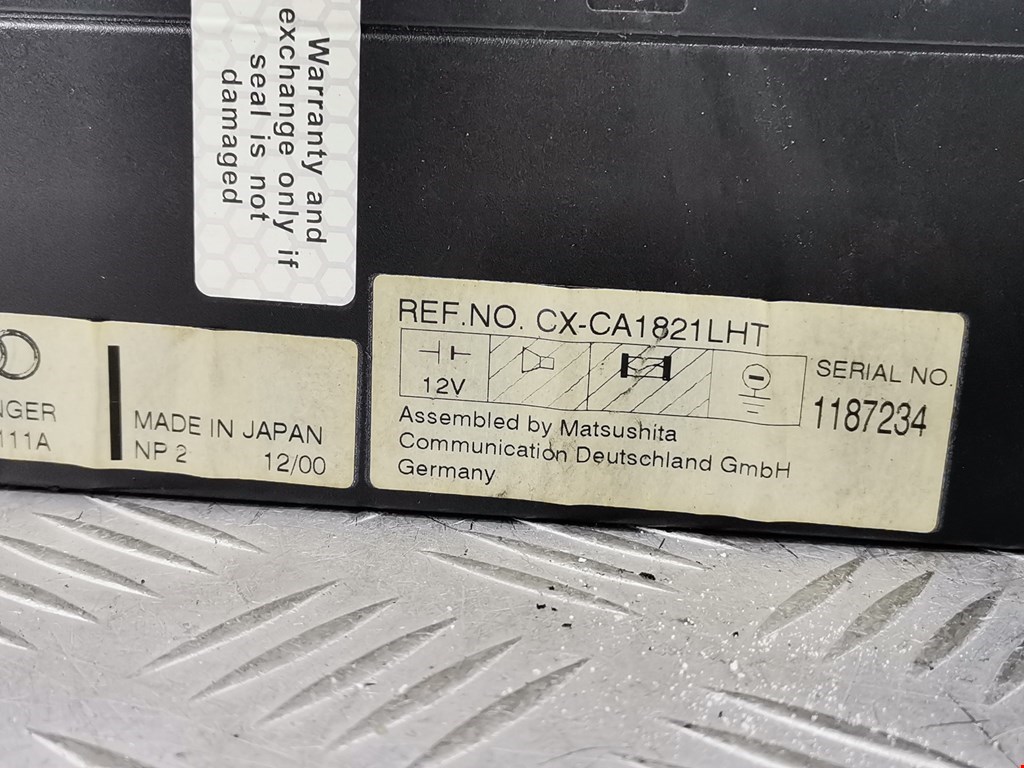 Warranty and
exchange only if
seal is not
damaged
NGER
111A
MADE IN JAPAN
NP 2 12/00
REF.NO. CX-CA1821LHT
12V
SERIAL NO.
1187234
Assembled by Matsushita
Communication Deutschland GmbH
Germany